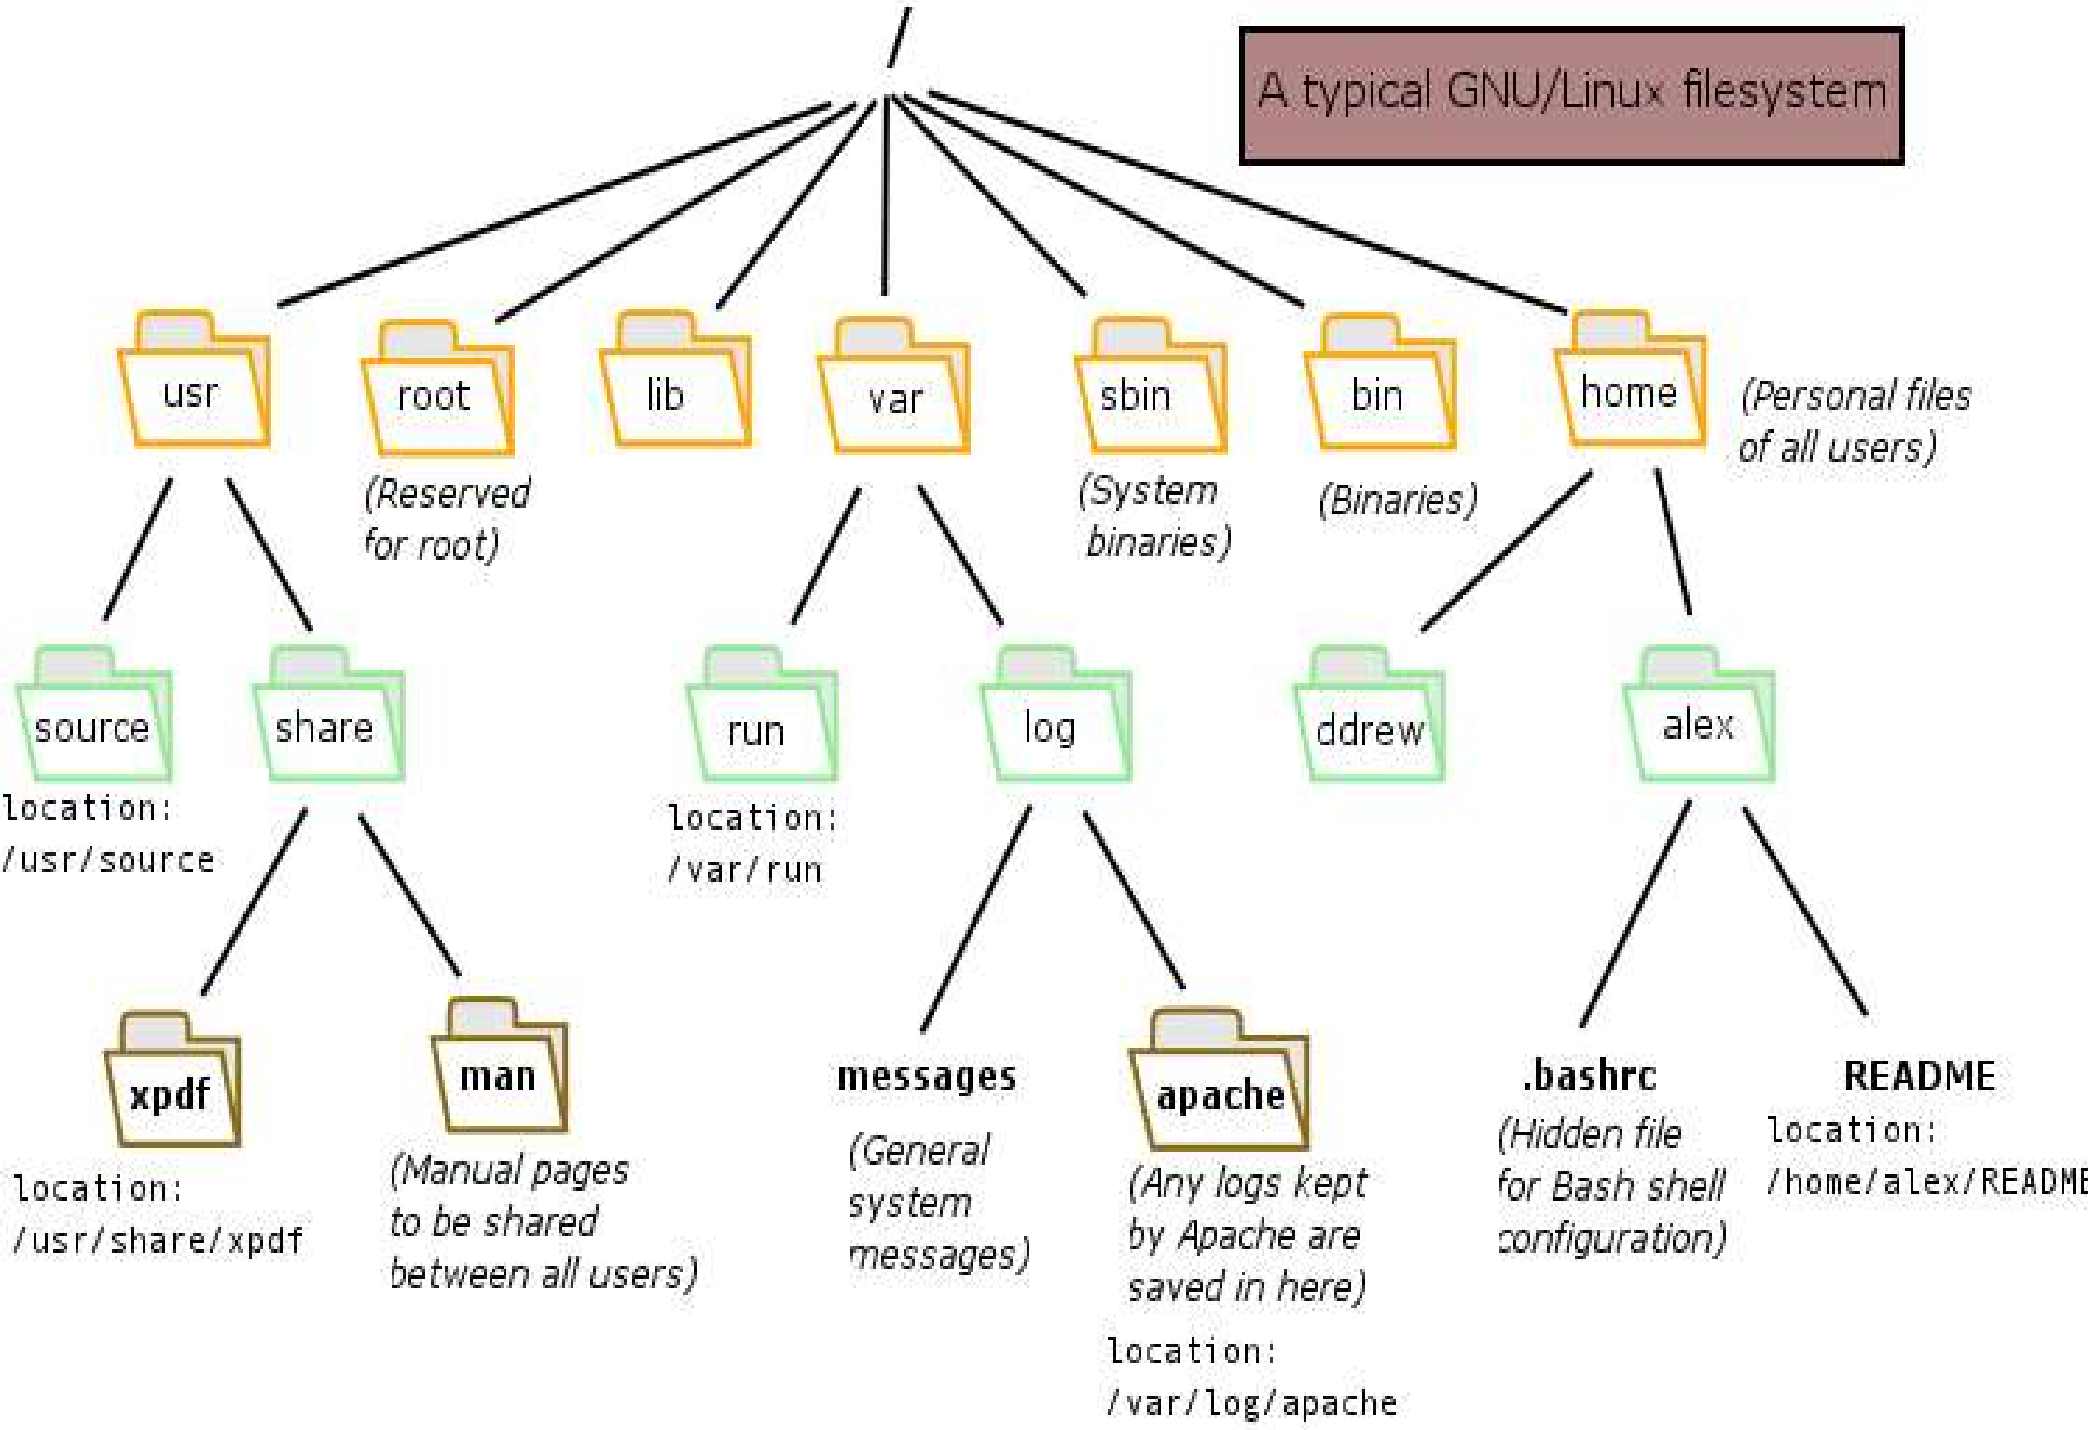 /
A typical GNU/Linux filesystem
usr
root
lib
var
sbin
bin
home
(Personal files
of all users)
(Reserved
for root)
(System
binaries)
(Binaries)
source
share
run
log
ddrew
alex
location:
/usr/source
location:
/var/run
xpdf
man
messages
apache
.bashrc
README
location:
/usr/share/xpdf
(Manual pages
to be shared
between all users)
(General
system
messages)
(Any logs kept
by Apache are
saved in here)
location:
/var/log/apache
(Hidden file
for Bash shell
configuration)
location:
/home/alex/README